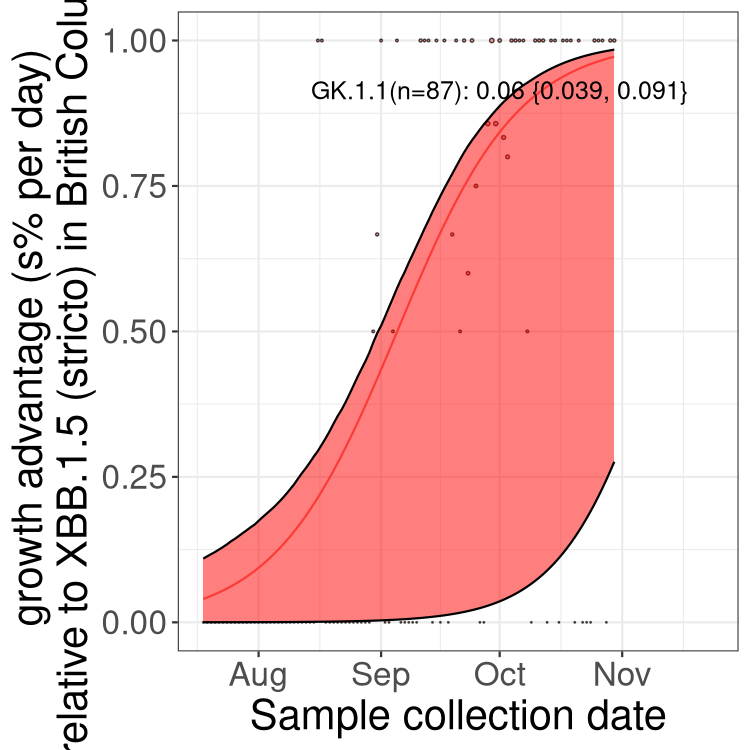 growth advantage (s% per day)
relative to XBB.1.5 (stricto) in British Colu
1.00
0.75
0.50
0.25
0.00
GK.1.1(n=87): 0.06 {0.039, 0.091}
Aug Sep Oct Nov
Sample collection date